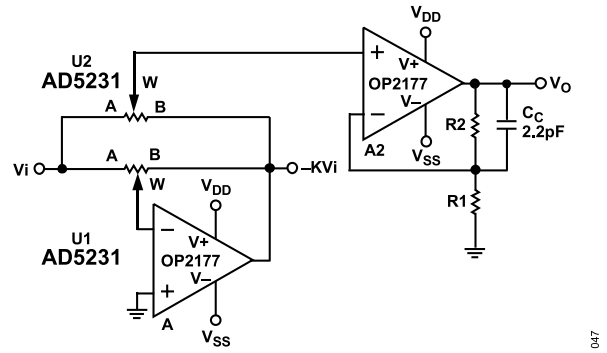 U2
AD5231
W
A
B
Vi
A
B
W
–KVi
U1
AD5231
VDD
V+
OP2177
V–
A
VSS
VDD
V+
OP2177
V–
A2
VSS
VO
R2
CC
2.2pF
R1
047
+
–
–
+